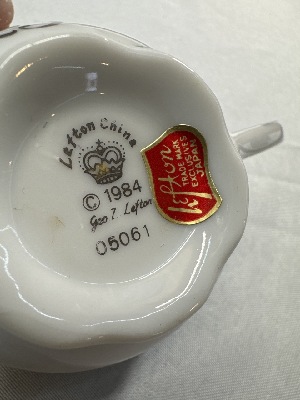 Lefton China
© 1984
Geo Z. Lefton
05061
Lefton
TRADE MARK
EXCLUSIVES
JAPAN